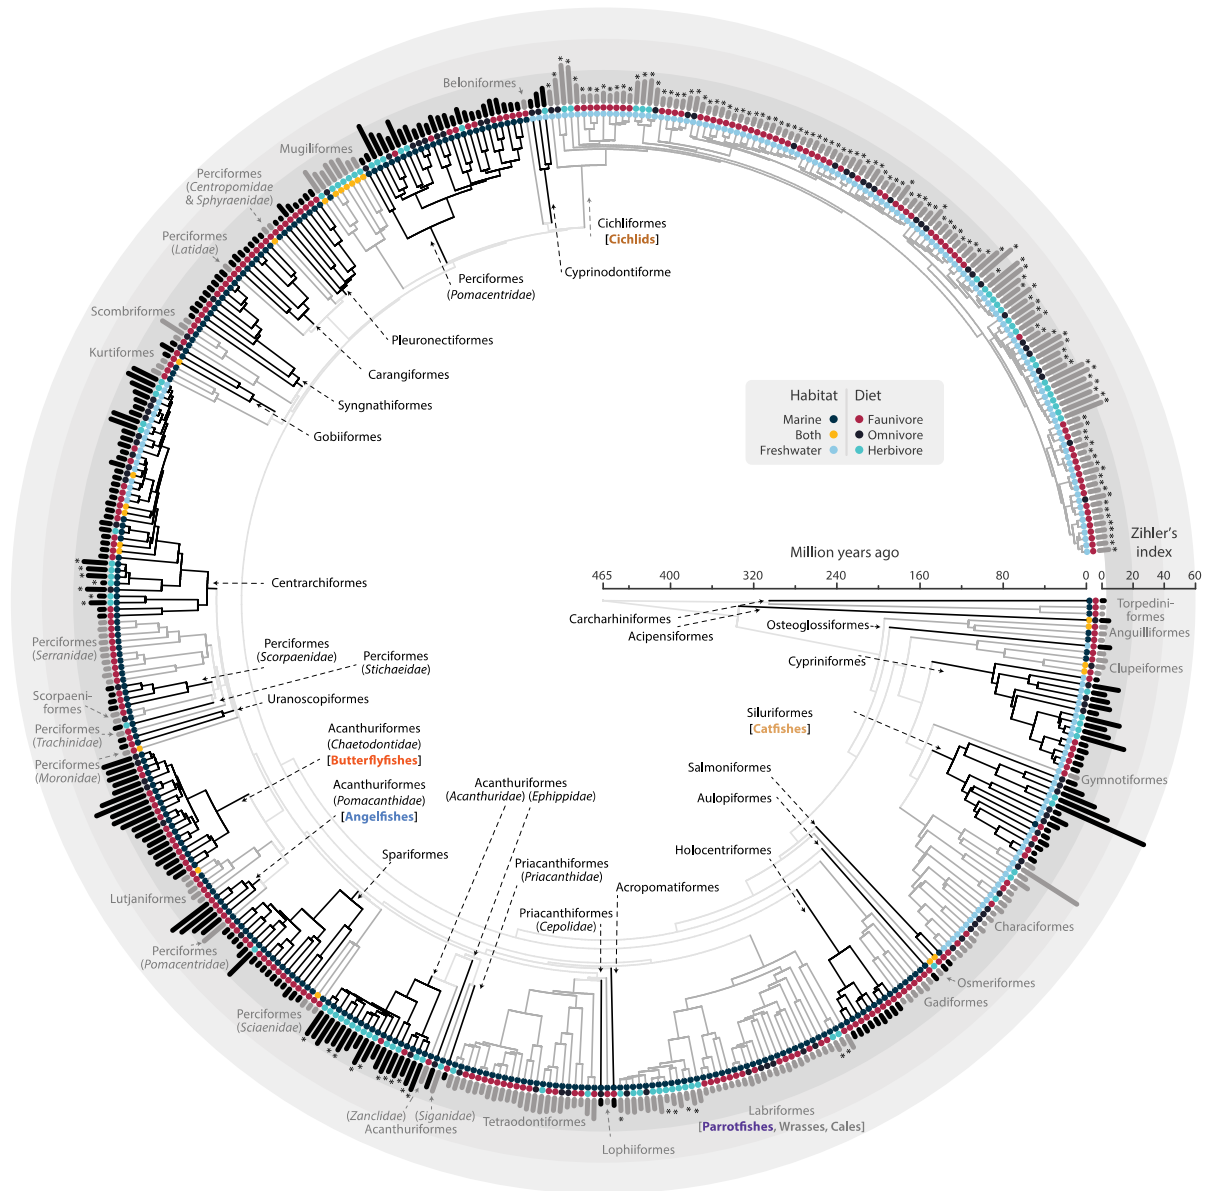 Beloniformes
Mugiliformes
Perciformes
(Centropomidae
& Sphyraenidae)
Perciformes
(Latidae)
Scombriformes
Kurtiformes
Cichliformes
[Cichlids]
Cyprinodontiforme
Perciformes
(Pomacentridae)
Pleuronectiformes
Carangiformes
Syngnathiformes
Gobiiformes
Habitat Diet
Marine Faunivore
Both Omnivore
Freshwater Herbivore
Zihler's
index
Million years ago
465 400 320 240 160 80 0 0 20 40 60
Centrarchiformes
Carcharhiniformes
Acipensiformes
Osteoglossiformes
Torpedini-
formes
Anguilliformes
Cypriniformes
Clupeiformes
Perciformes
(Serranidae)
Perciformes
(Scorpaenidae)
Perciformes
(Stichaeidae)
Uranoscopiformes
Scorpaeni-
formes
Perciformes
(Trachinidae)
Perciformes
(Moronidae)
Acanthuriformes
(Chaetodontidae)
[Butterflyfishes]
Acanthuriformes
(Pomacanthidae)
[Angelfishes]
Siluriformes
[Catfishes]
Gymnotiformes
Salmoniformes
Aulopiformes
Holocentriformes
Acanthuriformes
(Acanthuridae) (Ephippidae)
Spariformes
Priacanthiformes
(Priacanthidae)
Acropomatiformes
Priacanthiformes
(Cepolidae)
Lutjaniformes
Perciformes
(Pomacentridae)
Perciformes
(Sciaenidae)
Characiformes
Osmeriformes
Gadiformes
(Zanclidae) (Siganidae)
Acanthuriformes
Tetraodontiformes
Lophiiformes
Labriformes
[Parrotfishes, Wrasses, Cales]